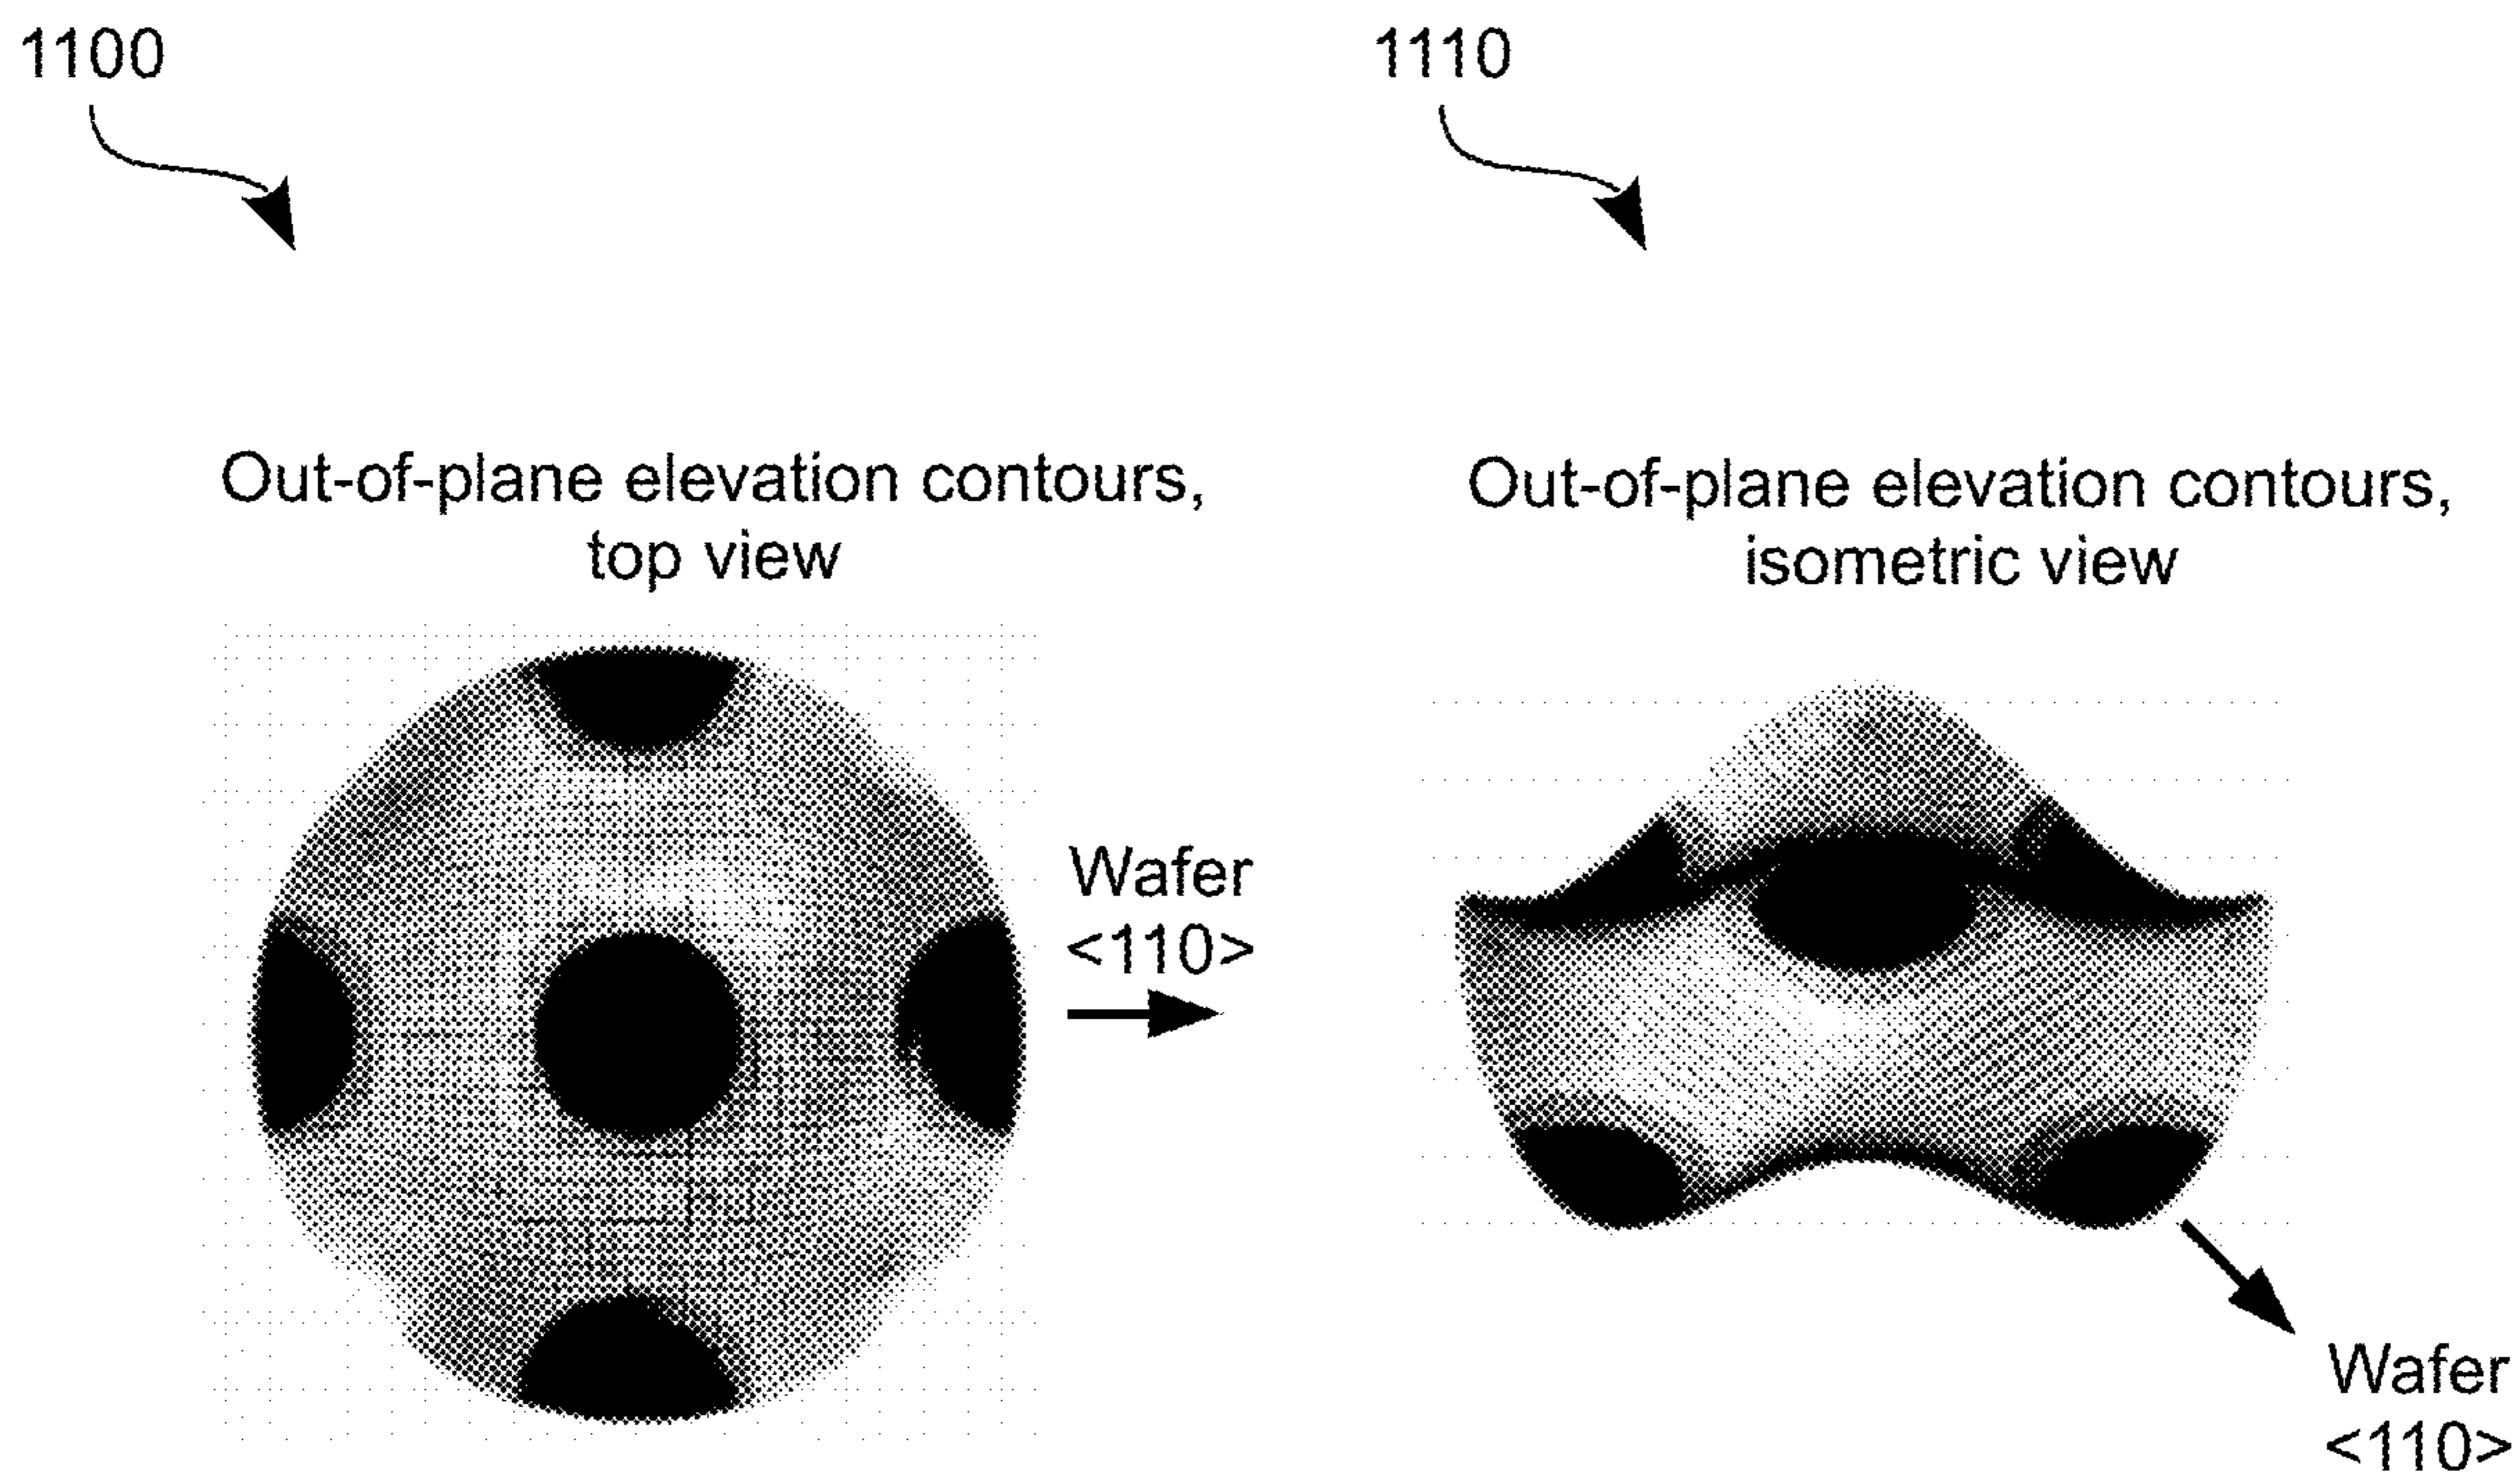 1100
1110
Out-of-plane elevation contours,
top view
Out-of-plane elevation contours,
isometric view
Wafer
<110>
Wafer
<110>